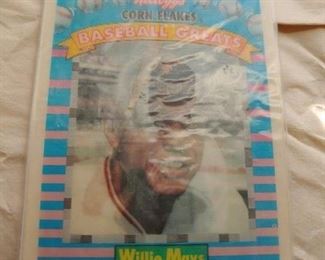 Kellogg's
CORN FLAKES
BASEBALL GREATS
Willie Mays